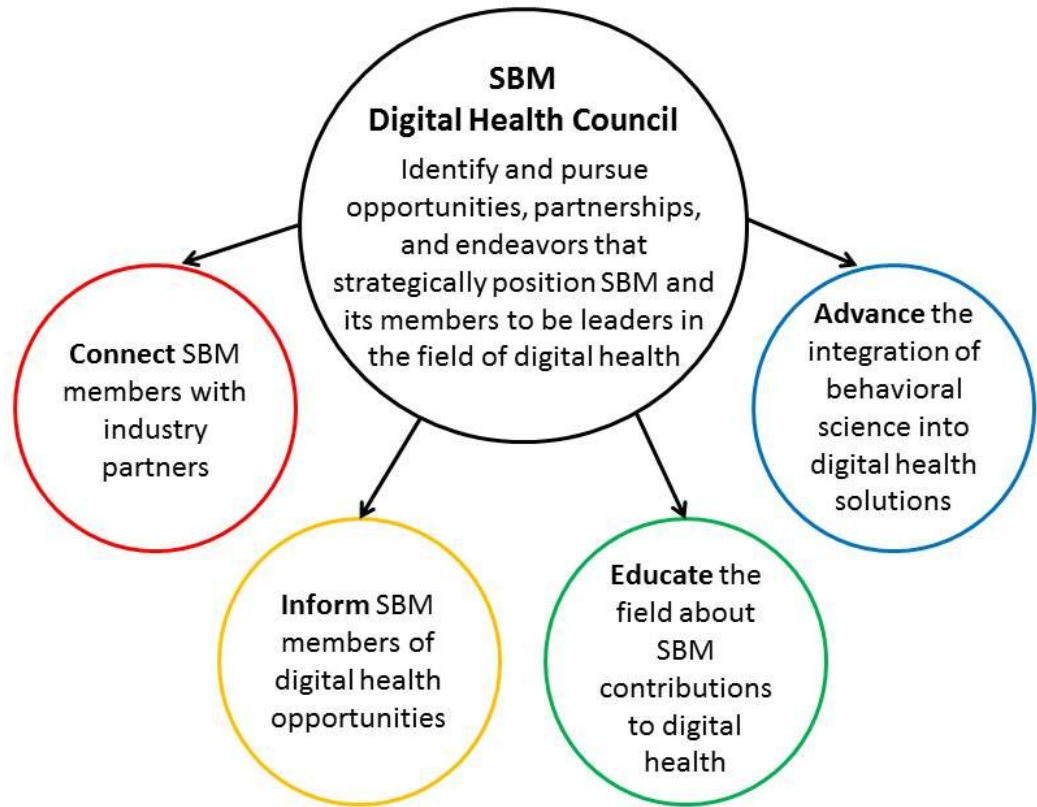 SBM
Digital Health Council
Identify and pursue
opportunities, partnerships,
and endeavors that
strategically position SBM and
its members to be leaders in
the field of digital health
Connect SBM
members with
industry
partners
Inform SBM
members of
digital health
opportunities
Educate the
field about
SBM
contributions
to digital
health
Advance the
integration of
behavioral
science into
digital health
solutions